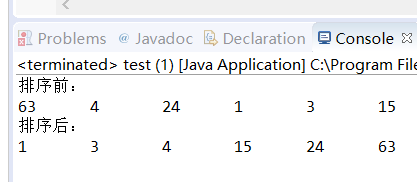 Problems @ Javadoc Declaration Console
<terminated> test (1) [Java Application] C:\Program File
排序前：
63 4 24 1 3 15
排序后：
1 3 4 15 24 63